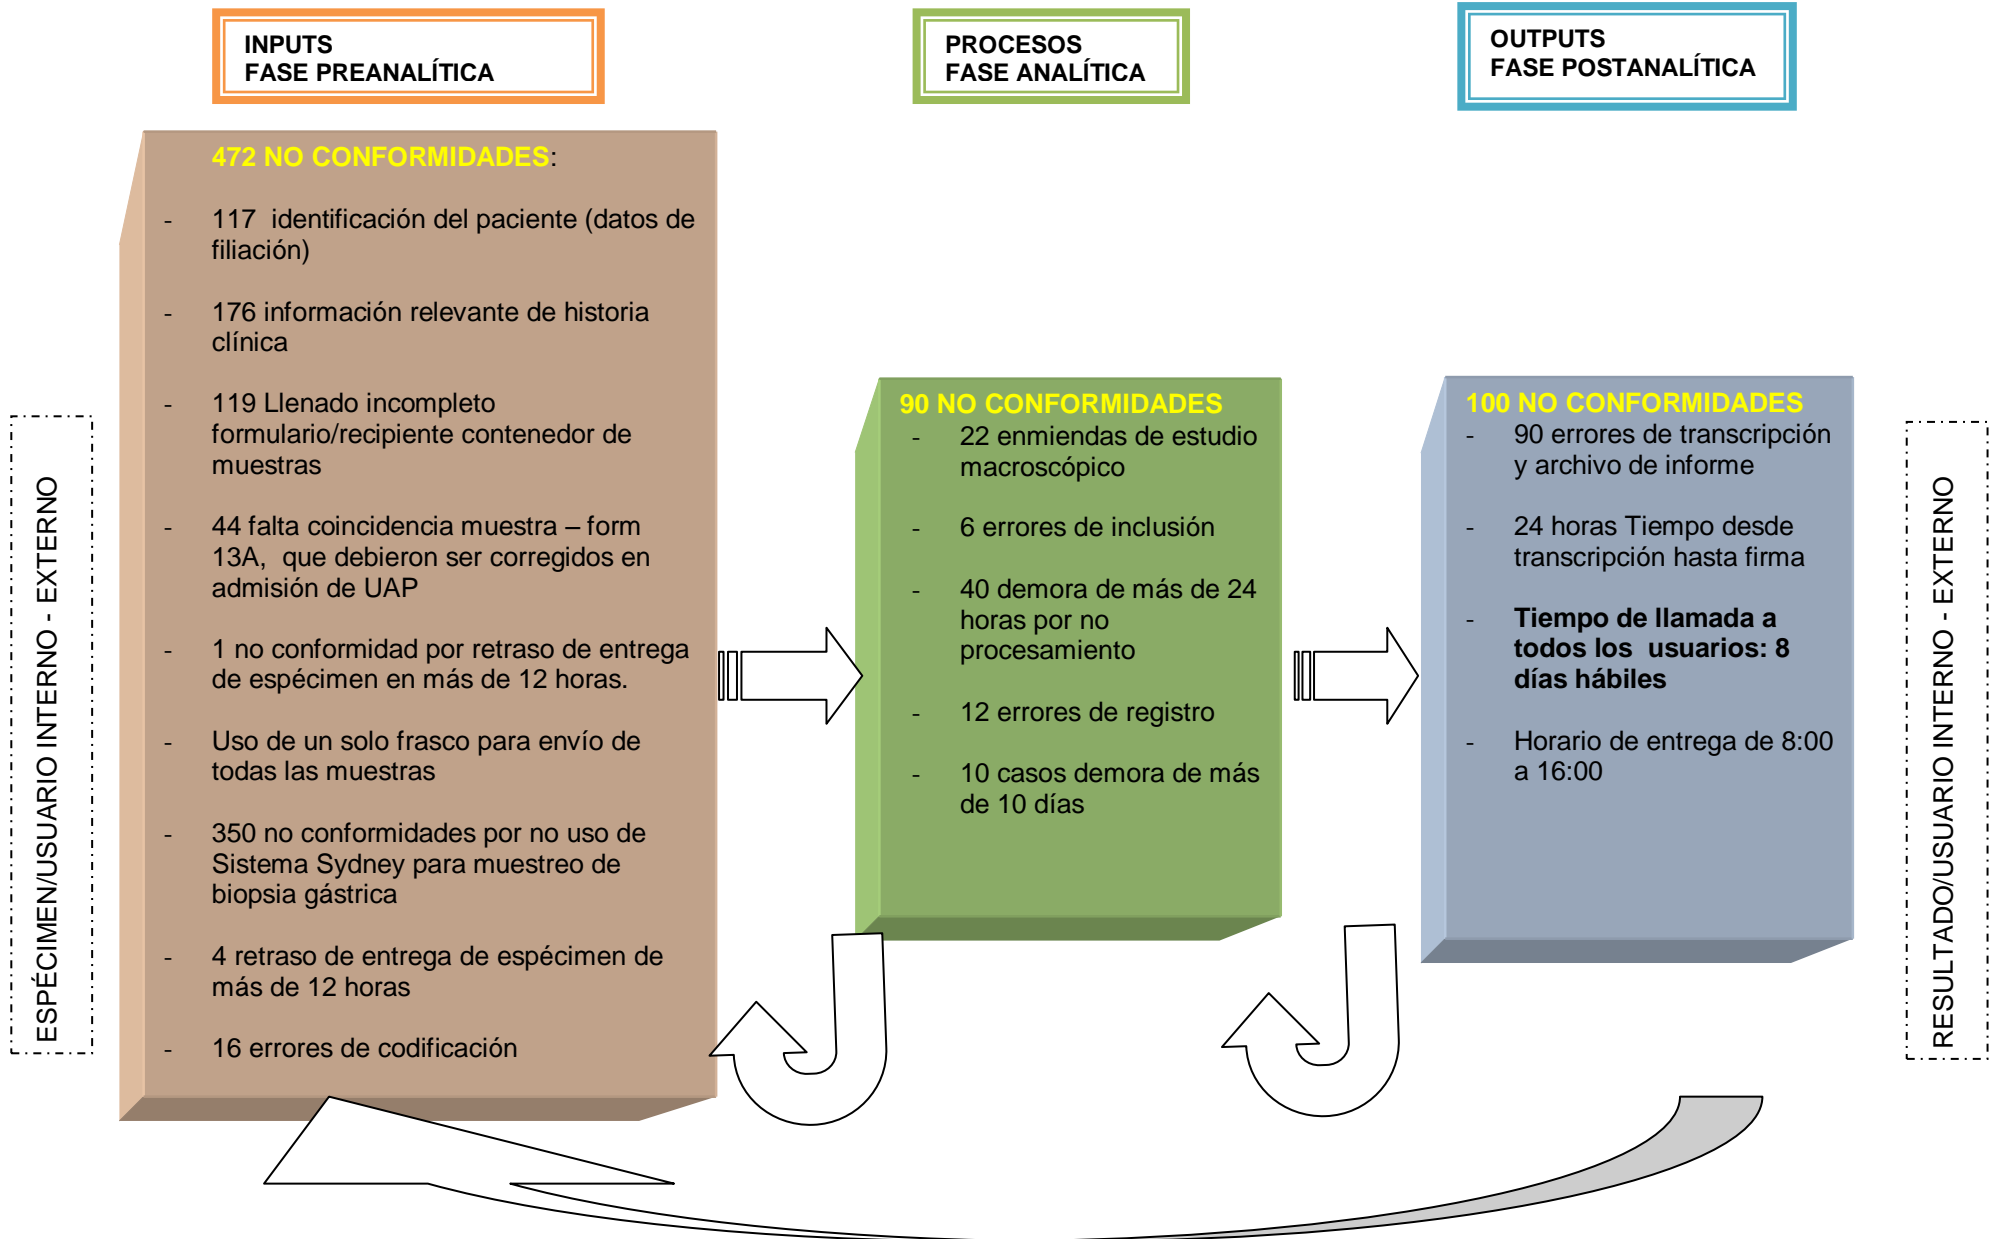 INPUTS
FASE PREANALÍTICA
PROCESOS
FASE ANALÍTICA
OUTPUTS
FASE POSTANALÍTICA
ESPÉCIMEN/USUARIO INTERNO - EXTERNO
472 NO CONFORMIDADES:
- 117  identificación del paciente (datos de
filiación)
- 176 información relevante de historia
clínica
- 119 Llenado incompleto
formulario/recipiente contenedor de
muestras
- 44 falta coincidencia muestra – form
13A,  que debieron ser corregidos en
admisión de UAP
- 1 no conformidad por retraso de entrega
de espécimen en más de 12 horas.
- Uso de un solo frasco para envío de
todas las muestras
- 350 no conformidades por no uso de
Sistema Sydney para muestreo de
biopsia gástrica
- 4 retraso de entrega de espécimen de
más de 12 horas
- 16 errores de codificación
90 NO CONFORMIDADES
- 22 enmiendas de estudio
macroscópico
- 6 errores de inclusión
- 40 demora de más de 24
horas por no
procesamiento
- 12 errores de registro
- 10 casos demora de más
de 10 días
100 NO CONFORMIDADES
- 90 errores de transcripción
y archivo de informe
- 24 horas Tiempo desde
transcripción hasta firma
- Tiempo de llamada a
todos los  usuarios: 8
días hábiles
- Horario de entrega de 8:00
a 16:00
RESULTADO/USUARIO INTERNO - EXTERNO